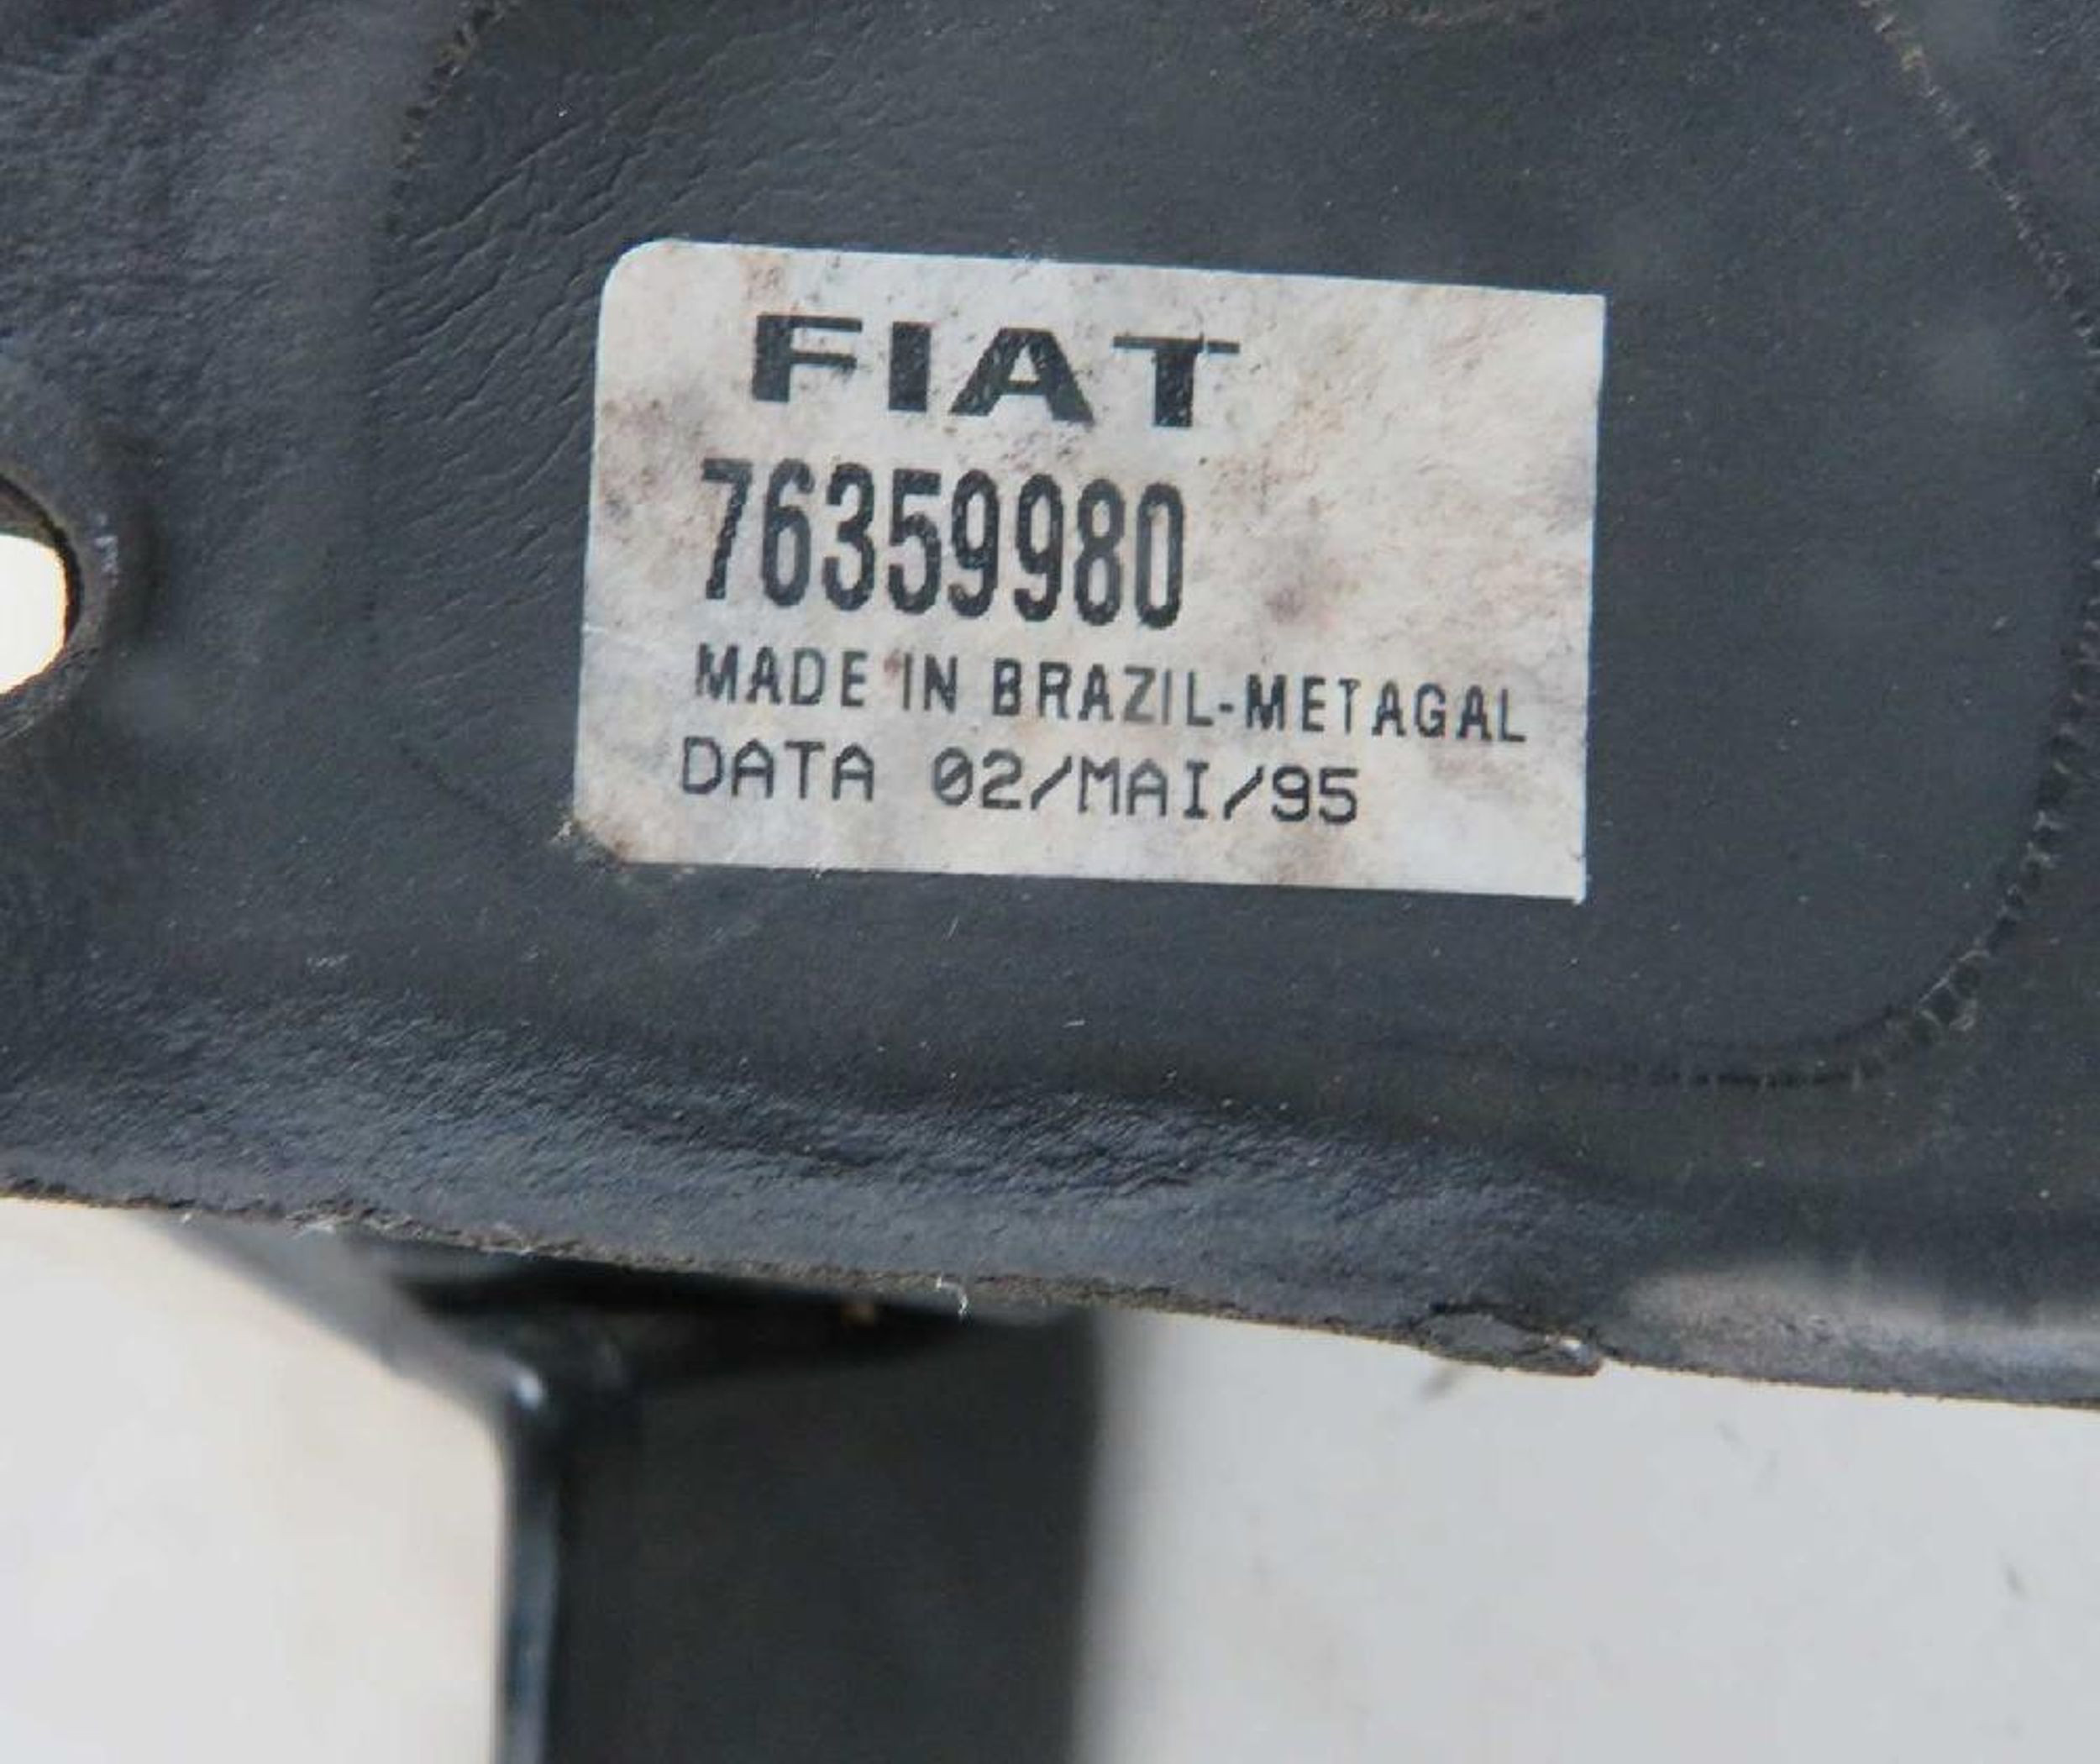 FIAT
76359980
MADE IN BRAZIL-METAGAL
DATA 02/MAI/95